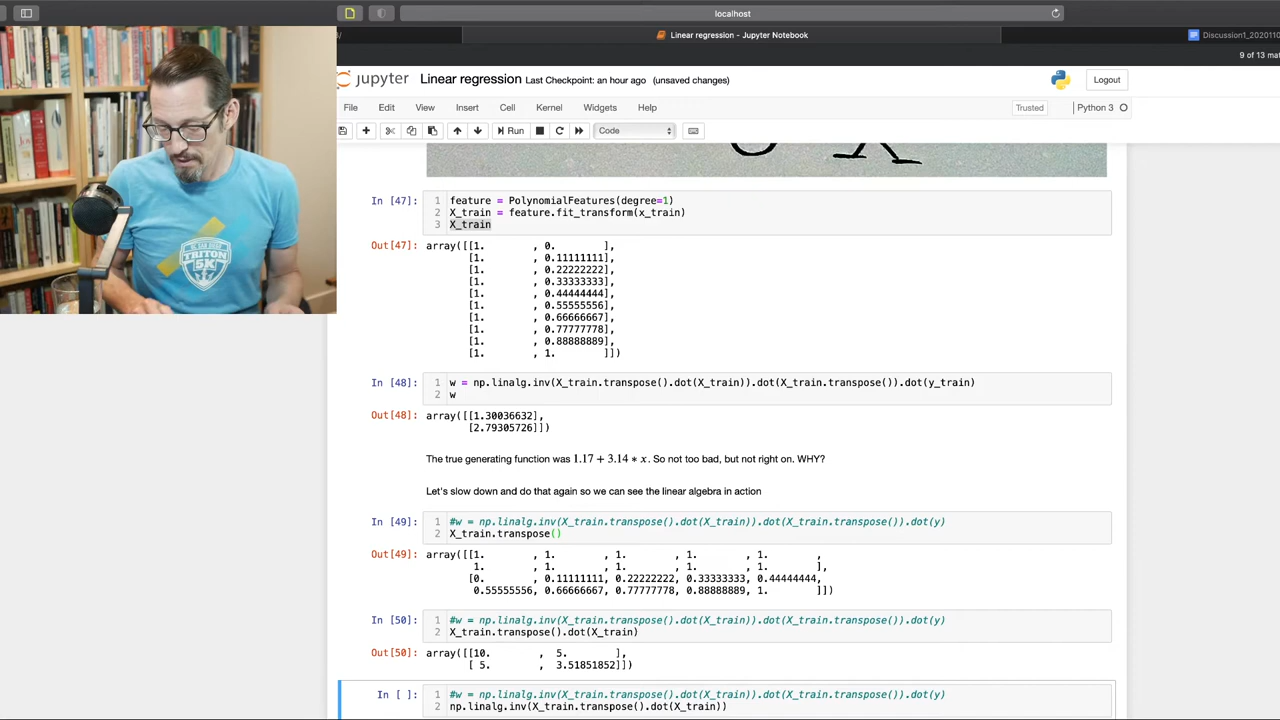 localhost
Linear regression - Jupyter Notebook
Discussion1_2020110
9 of 13 mat
jupyter Linear regression Last Checkpoint: an hour ago (unsaved changes)
Logout
File Edit View Insert Cell Kernel Widgets Help
Trusted
Python 3
Run
Code
In [47]:
1 feature = PolynomialFeatures(degree=1)
2 X_train = feature.fit_transform(x_train)
3 X_train
Out[47]: array([[1. , 0. ],
[1. , 0.11111111],
[1. , 0.22222222],
[1. , 0.33333333],
[1. , 0.44444444],
[1. , 0.55555556],
[1. , 0.66666667],
[1. , 0.77777778],
[1. , 0.88888889],
[1. , 1. ]])
In [48]:
1 w = np.linalg.inv(X_train.transpose().dot(X_train)).dot(X_train.transpose()).dot(y_train)
2 w
Out[48]: array([[1.30036632],
[2.79305726]])
The true generating function was 1.17 + 3.14 * x. So not too bad, but not right on. WHY?
Let's slow down and do that again so we can see the linear algebra in action
In [49]:
1 #w = np.linalg.inv(X_train.transpose().dot(X_train)).dot(X_train.transpose()).dot(y)
2 X_train.transpose()
Out[49]: array([[1. , 1. , 1. , 1. , 1. ,
1. , 1. , 1. , 1. , 1. ],
[0. , 0.11111111, 0.22222222, 0.33333333, 0.44444444,
0.55555556, 0.66666667, 0.77777778, 0.88888889, 1. ]])
In [50]:
1 #w = np.linalg.inv(X_train.transpose().dot(X_train)).dot(X_train.transpose()).dot(y)
2 X_train.transpose().dot(X_train)
Out[50]: array([[10. , 5. ],
[ 5. , 3.51851852]])
In [ ]:
1 #w = np.linalg.inv(X_train.transpose().dot(X_train)).dot(X_train.transpose()).dot(y)
2 np.linalg.inv(X_train.transpose().dot(X_train))
TRITON
5K